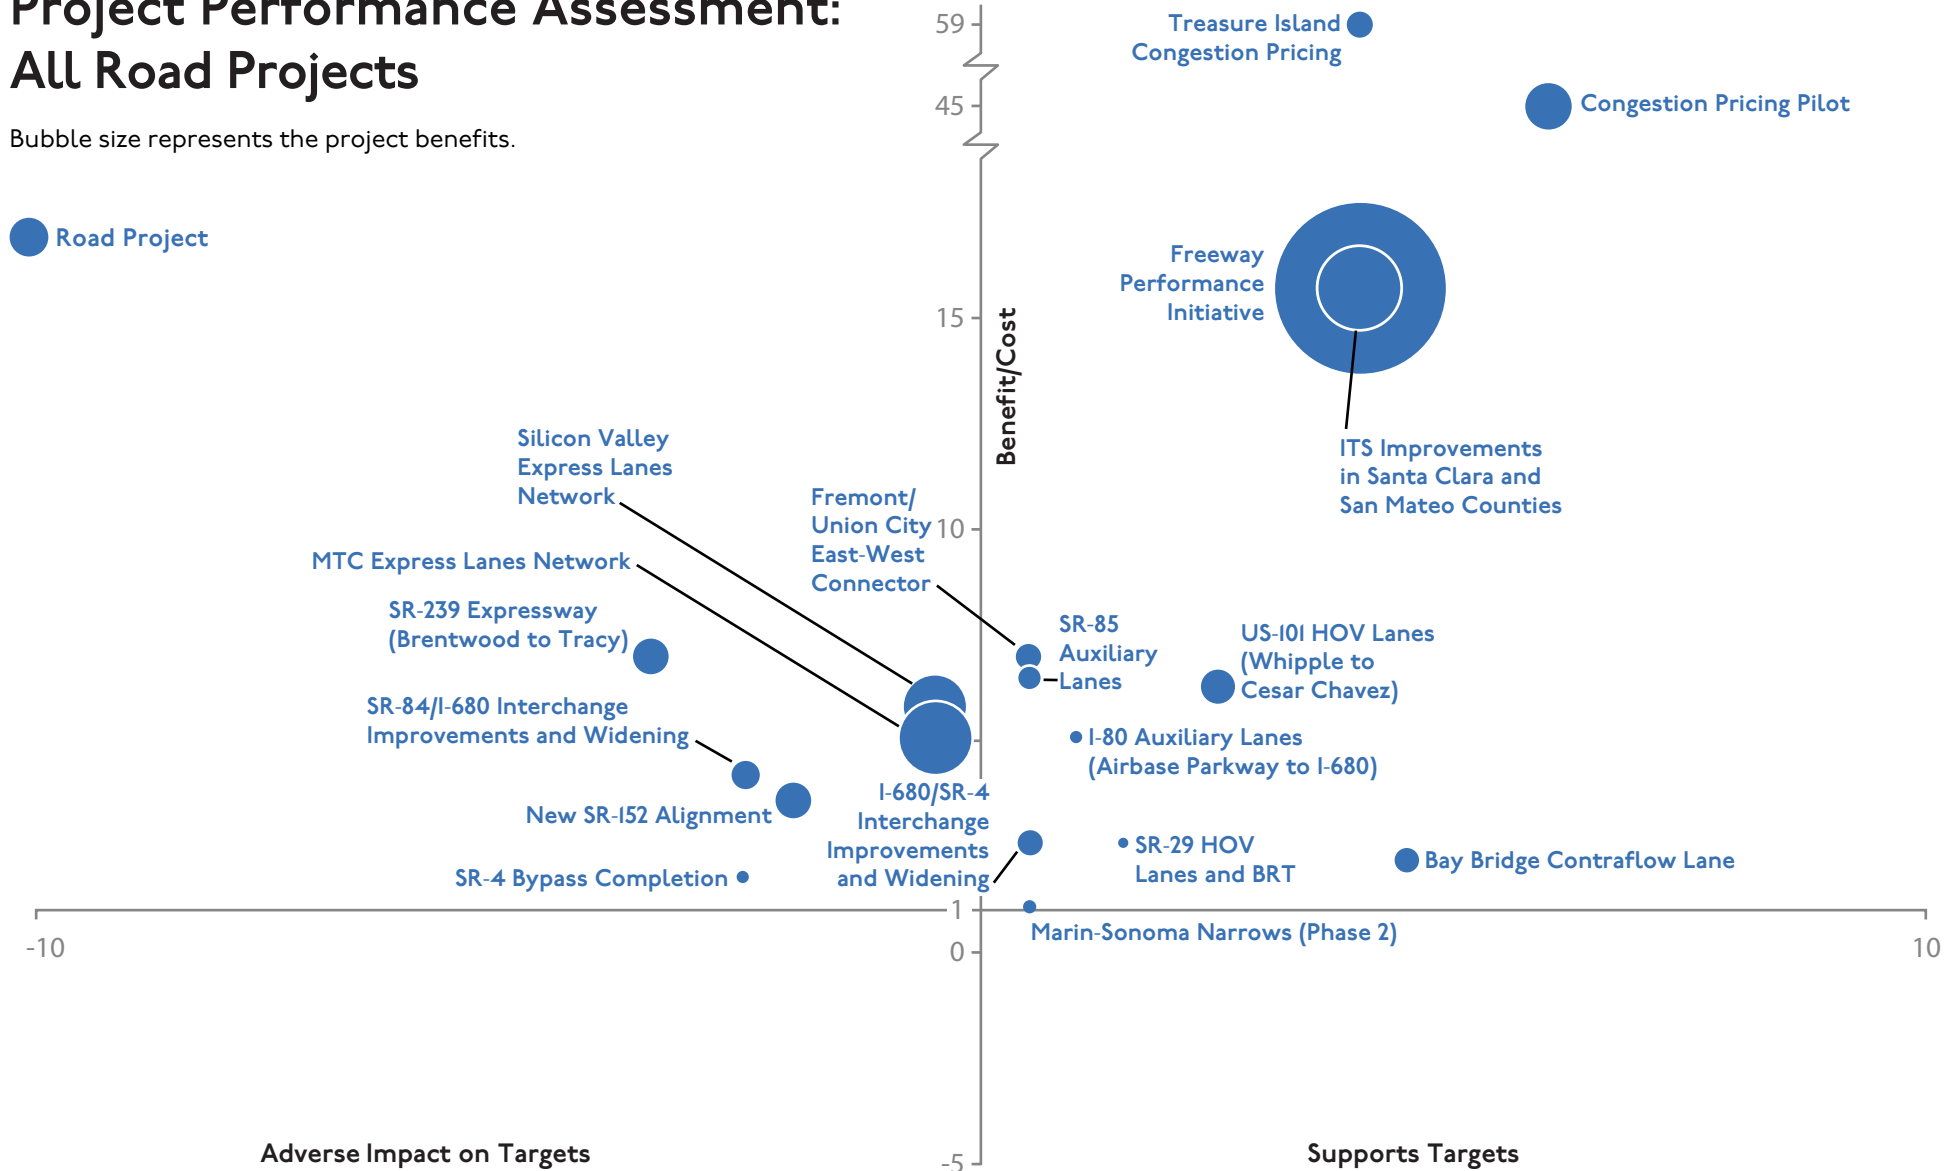 Project Performance Assessment:
All Road Projects
Bubble size represents the project benefits.
Road Project
59
45
15
10
1
0
-5
-10
10
Benefit/Cost
Treasure Island
Congestion Pricing
Congestion Pricing Pilot
Freeway
Performance
Initiative
ITS Improvements
in Santa Clara and
San Mateo Counties
Silicon Valley
Express Lanes
Network
MTC Express Lanes Network
Fremont/
Union City
East-West
Connector
SR-239 Expressway
(Brentwood to Tracy)
SR-85
Auxiliary
Lanes
US-101 HOV Lanes
(Whipple to
Cesar Chavez)
SR-84/I-680 Interchange
Improvements and Widening
I-80 Auxiliary Lanes
(Airbase Parkway to I-680)
New SR-152 Alignment
I-680/SR-4
Interchange
Improvements
and Widening
SR-29 HOV
Lanes and BRT
Bay Bridge Contraflow Lane
SR-4 Bypass Completion
Marin-Sonoma Narrows (Phase 2)
Adverse Impact on Targets
Supports Targets